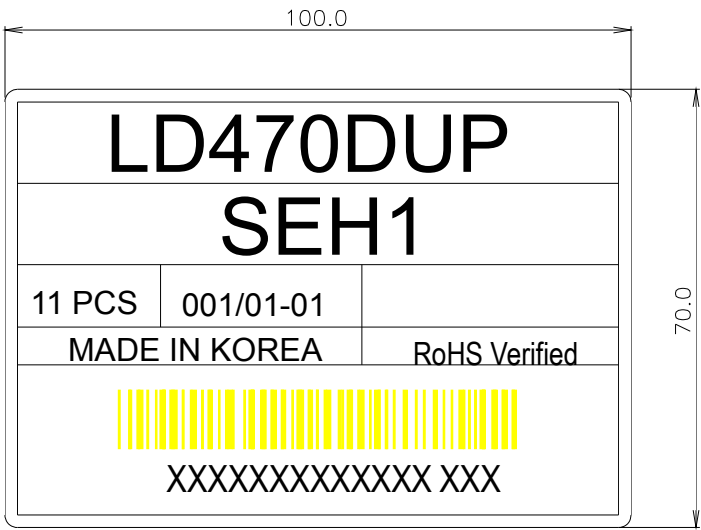 100.0
LD470DUP
SEH1
11 PCS 001/01-01
MADE IN KOREA RoHS Verified
XXXXXXXXXXXXX XXX
70.0